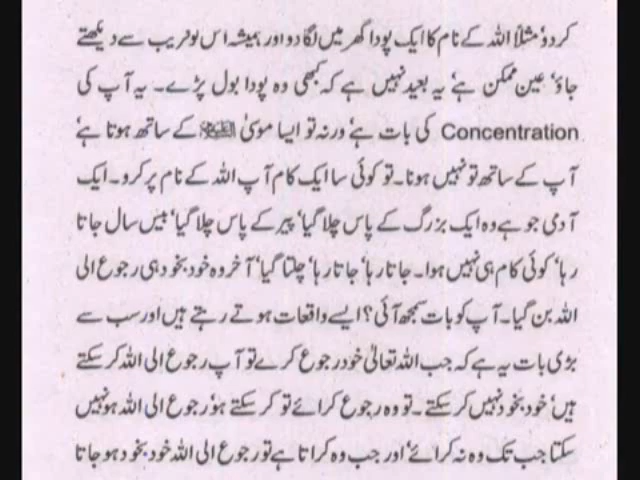 کر دو‘ مثلاً اللہ کے نام کا ایک پودا گھر میں لگا دو اور ہمیشہ اس کو قریب سے دیکھتے
جاؤ‘ عین ممکن ہے‘ یہ بعید نہیں ہے کہ کبھی وہ پودا بول پڑے۔ یہ آپ کی
Concentration کی بات ہے‘ ورنہ تو ایسا موسیٰ کے ساتھ ہوتا ہے‘
آپ کے ساتھ تو نہیں ہونا۔ تو کوئی سا ایک کام آپ اللہ کے نام پر کرو۔ ایک
آدمی جو ہے وہ ایک بزرگ کے پاس چلا گیا‘ پیر کے پاس چلا گیا‘ بیس سال جاتا
رہا‘ کوئی کام ہی نہیں ہوا۔ جاتا رہا‘ جاتا رہا‘ چلتا گیا‘ آخر وہ خود بخود ہی رجوع الی
اللہ بن گیا۔ آپ کو بات سمجھ آئی؟ ایسے واقعات ہوتے رہتے ہیں اور سب سے
بڑی بات یہ ہے کہ جب اللہ تعالیٰ خود رجوع کرے تو آپ رجوع الی اللہ کر سکتے
ہیں‘ خود بخود نہیں کر سکتے۔ تو وہ رجوع کرائے تو کر سکتے ہو‘ رجوع الی اللہ ہو نہیں
سکتا جب تک وہ نہ کرائے‘ اور جب وہ کراتا ہے تو رجوع الی اللہ خود بخود ہو جاتا